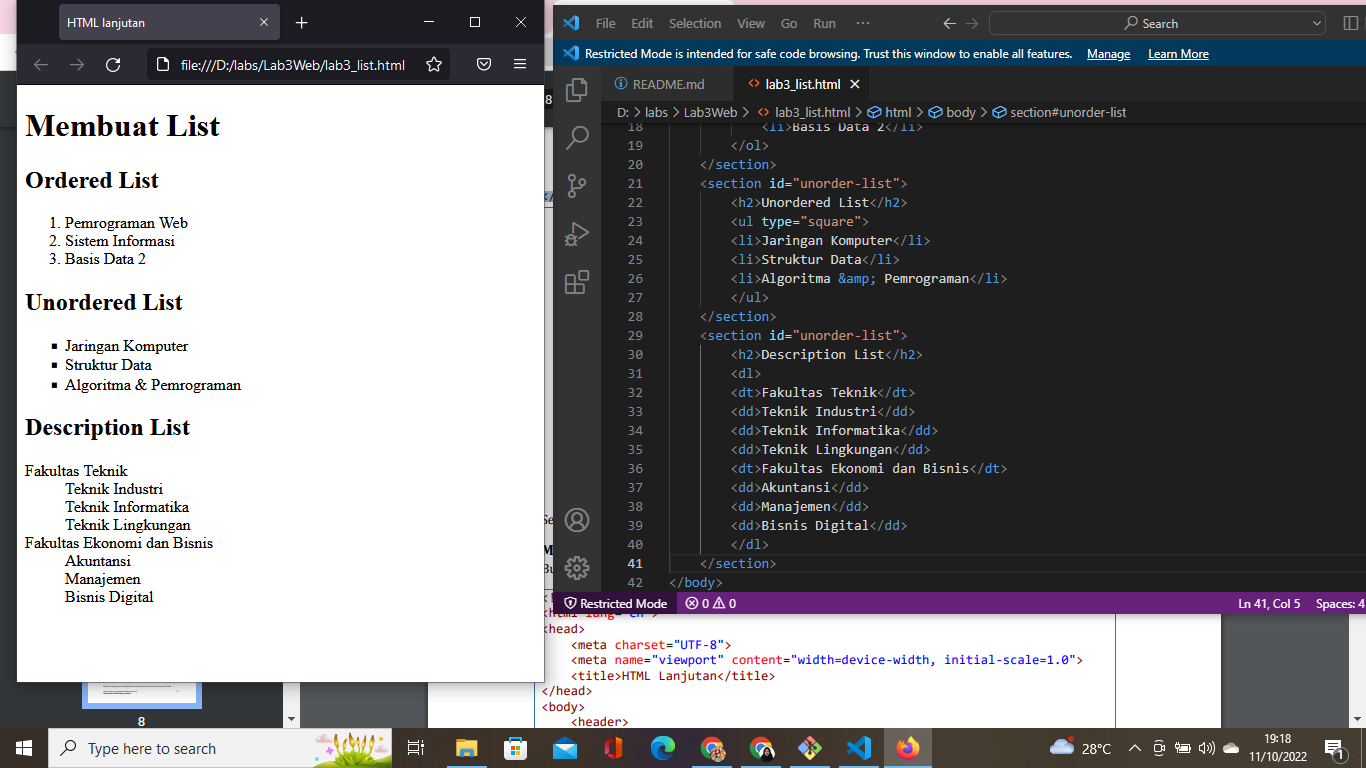 HTML lanjutan
file:///D:/labs/Lab3Web/lab3_list.html
Membuat List
Ordered List
1. Pemrograman Web
2. Sistem Informasi
3. Basis Data 2
Unordered List
Jaringan Komputer
Struktur Data
Algoritma & Pemrograman
Description List
Fakultas Teknik
Teknik Industri
Teknik Informatika
Teknik Lingkungan
Fakultas Ekonomi dan Bisnis
Akuntansi
Manajemen
Bisnis Digital
8
File Edit Selection View Go Run ··· Search
Restricted Mode is intended for safe code browsing. Trust this window to enable all features. Manage Learn More
README.md lab3_list.html
D: > labs > Lab3Web > lab3_list.html > html > body > section#unorder-list
18 <li>Basis Data 2</li>
19 </ol>
20 </section>
21 <section id="unorder-list">
22 <h2>Unordered List</h2>
23 <ul type="square">
24 <li>Jaringan Komputer</li>
25 <li>Struktur Data</li>
26 <li>Algoritma &amp; Pemrograman</li>
27 </ul>
28 </section>
29 <section id="unorder-list">
30 <h2>Description List</h2>
31 <dl>
32 <dt>Fakultas Teknik</dt>
33 <dd>Teknik Industri</dd>
34 <dd>Teknik Informatika</dd>
35 <dd>Teknik Lingkungan</dd>
36 <dt>Fakultas Ekonomi dan Bisnis</dt>
37 <dd>Akuntansi</dd>
38 <dd>Manajemen</dd>
39 <dd>Bisnis Digital</dd>
40 </dl>
41 </section>
42 </body>
Restricted Mode 0 0 Ln 41, Col 5 Spaces: 4
<html lang="en">
<head>
<meta charset="UTF-8">
<meta name="viewport" content="width=device-width, initial-scale=1.0">
<title>HTML Lanjutan</title>
</head>
<body>
<header>
8
Type here to search
28°C
19:18
11/10/2022
1